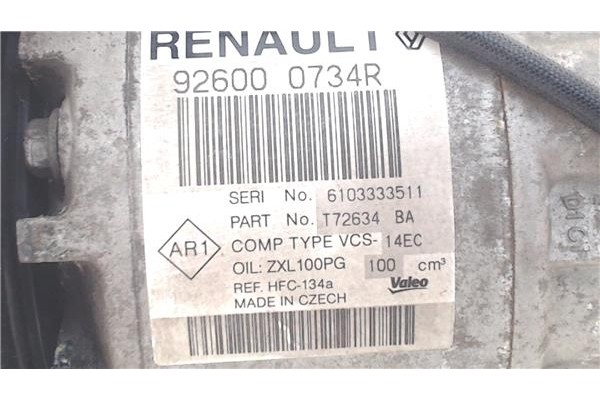 RENAULT
92600 0734R
SERI No. 6103333511
PART No. T72634 BA
AR1
COMP TYPE VCS-14EC
OIL: ZXL100PG 100 cm³
REF. HFC-134a
MADE IN CZECH
Valeo